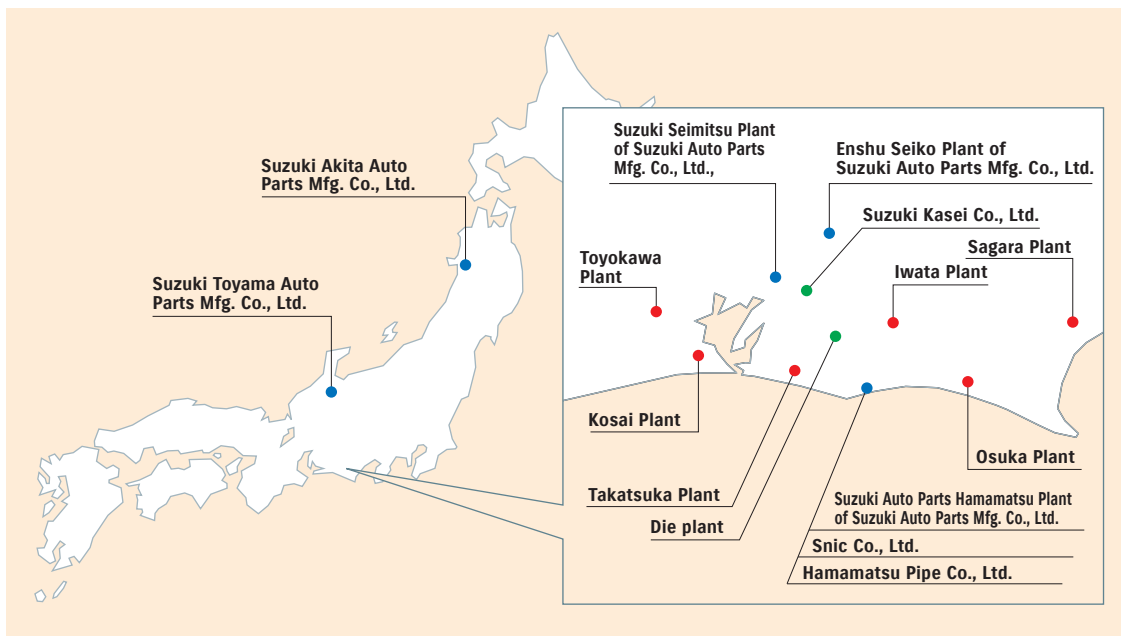 Suzuki Akita Auto
Parts Mfg. Co., Ltd.
Suzuki Toyama Auto
Parts Mfg. Co., Ltd.
Suzuki Seimitsu Plant
of Suzuki Auto Parts
Mfg. Co., Ltd.,
Enshu Seiko Plant of
Suzuki Auto Parts Mfg. Co., Ltd.
Suzuki Kasei Co., Ltd.
Sagara Plant
Toyokawa
Plant
Iwata Plant
Kosai Plant
Osuka Plant
Takatsuka Plant
Die plant
Suzuki Auto Parts Hamamatsu Plant
of Suzuki Auto Parts Mfg. Co., Ltd.
Snic Co., Ltd.
Hamamatsu Pipe Co., Ltd.